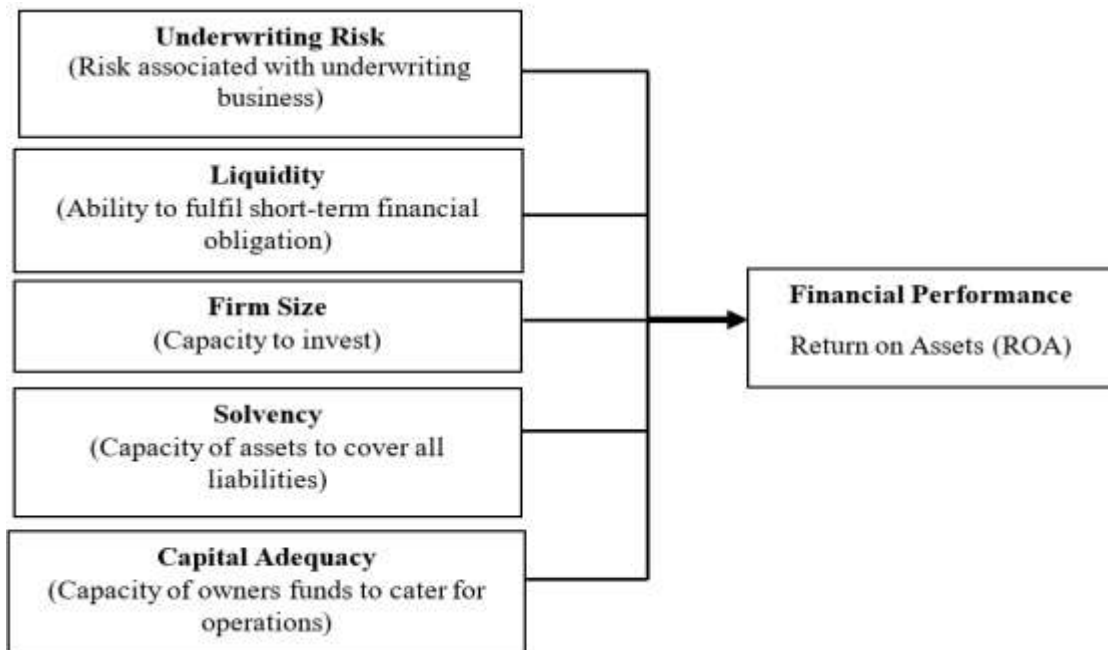 Underwriting Risk
(Risk associated with underwriting
business)
Liquidity
(Ability to fulfil short-term financial
obligation)
Firm Size
(Capacity to invest)
Solvency
(Capacity of assets to cover all
liabilities)
Capital Adequacy
(Capacity of owners funds to cater for
operations)
Financial Performance
Return on Assets (ROA)